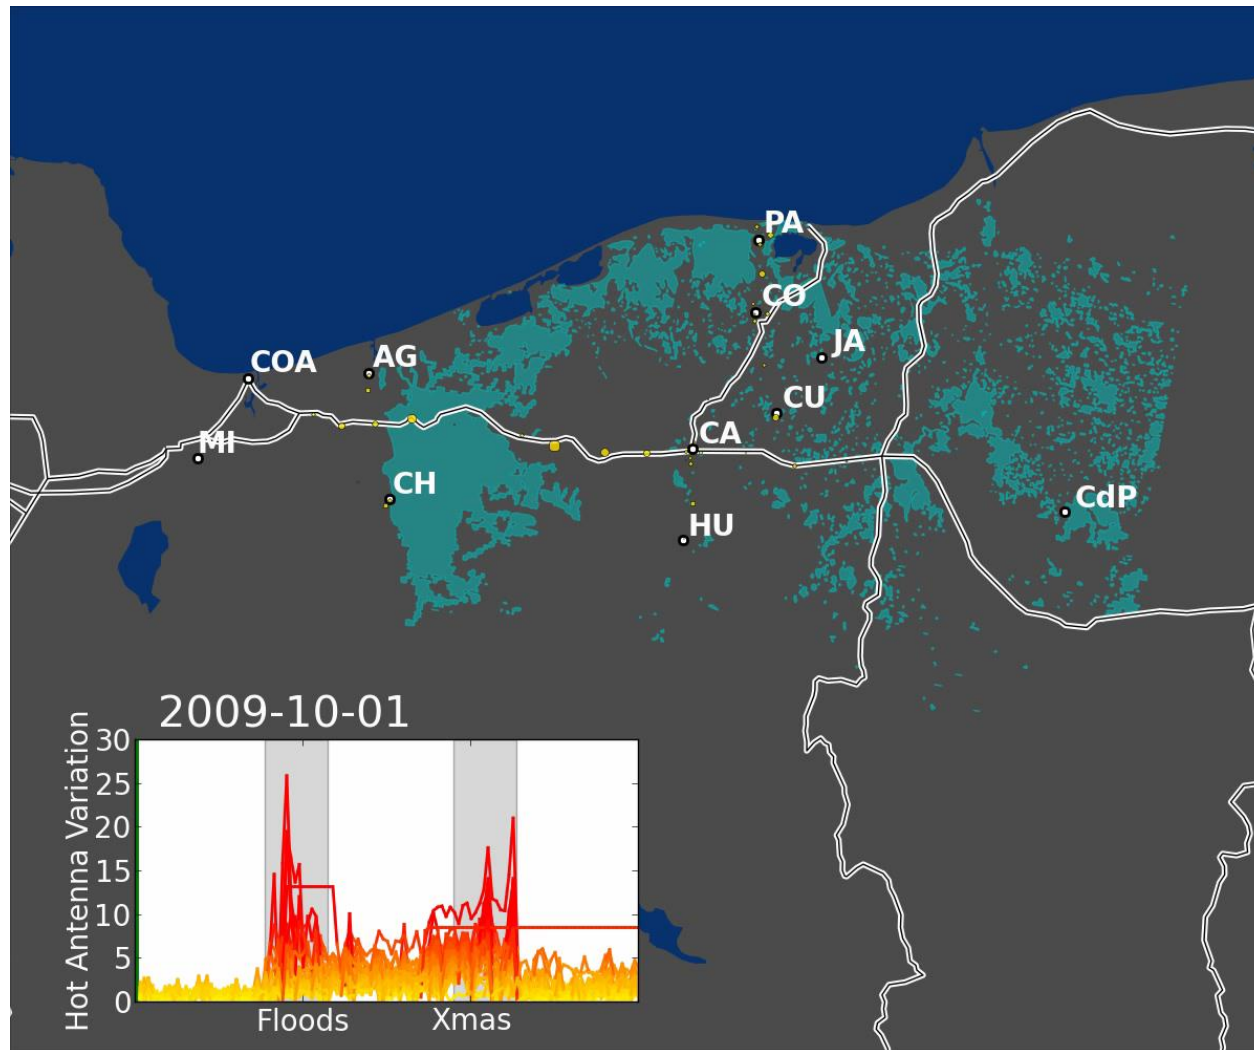 PA
CO
JA
COA
AG
CU
CA
MI
CH
CdP
HU
2009-10-01
Hot Antenna Variation
30
25
20
15
10
5
0
Floods
Xmas